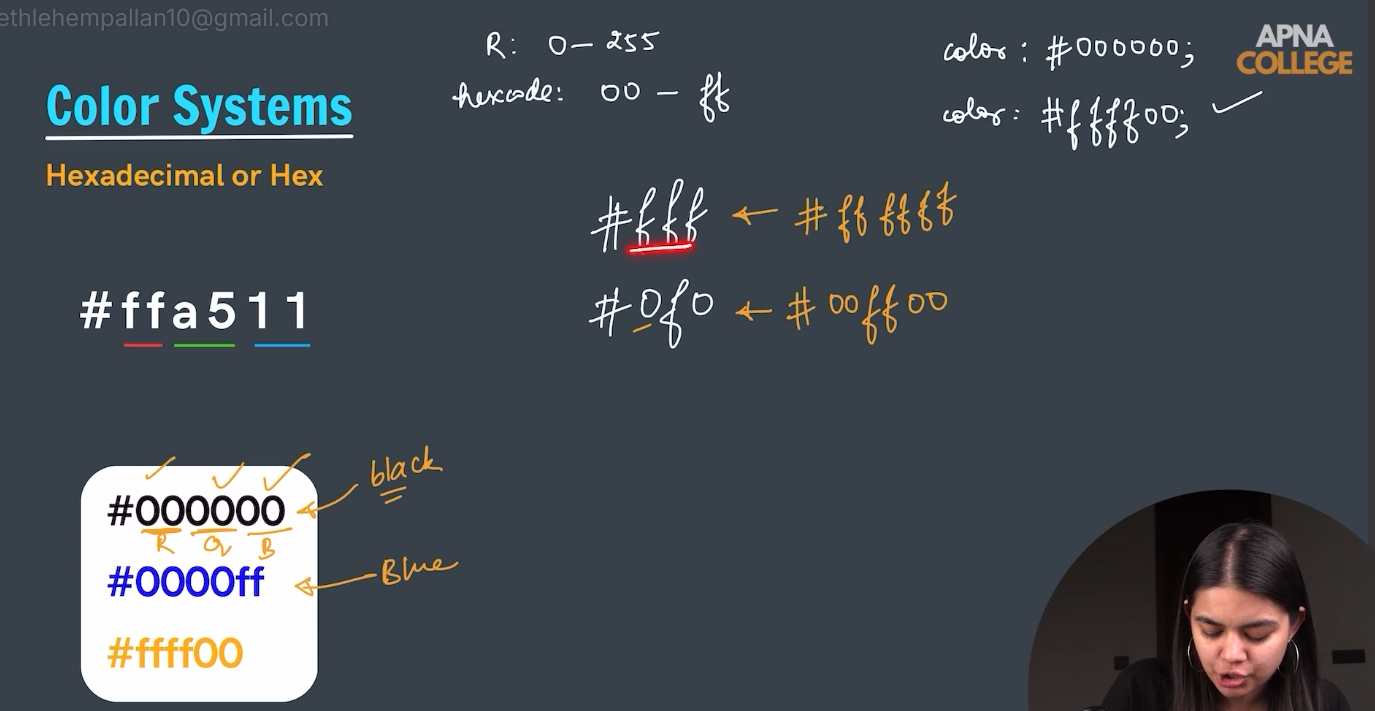 ethlehempallan10@gmail.com
R: 0 - 255
hexcode: 00 - ff
color: #000000;
color: #ffff00;
APNA
COLLEGE
Color Systems
Hexadecimal or Hex
#fff ← #ffffff
#0f0 ← #00ff00
#ffa511
#000000 ← black
R G B
#0000ff ← Blue
#ffff00